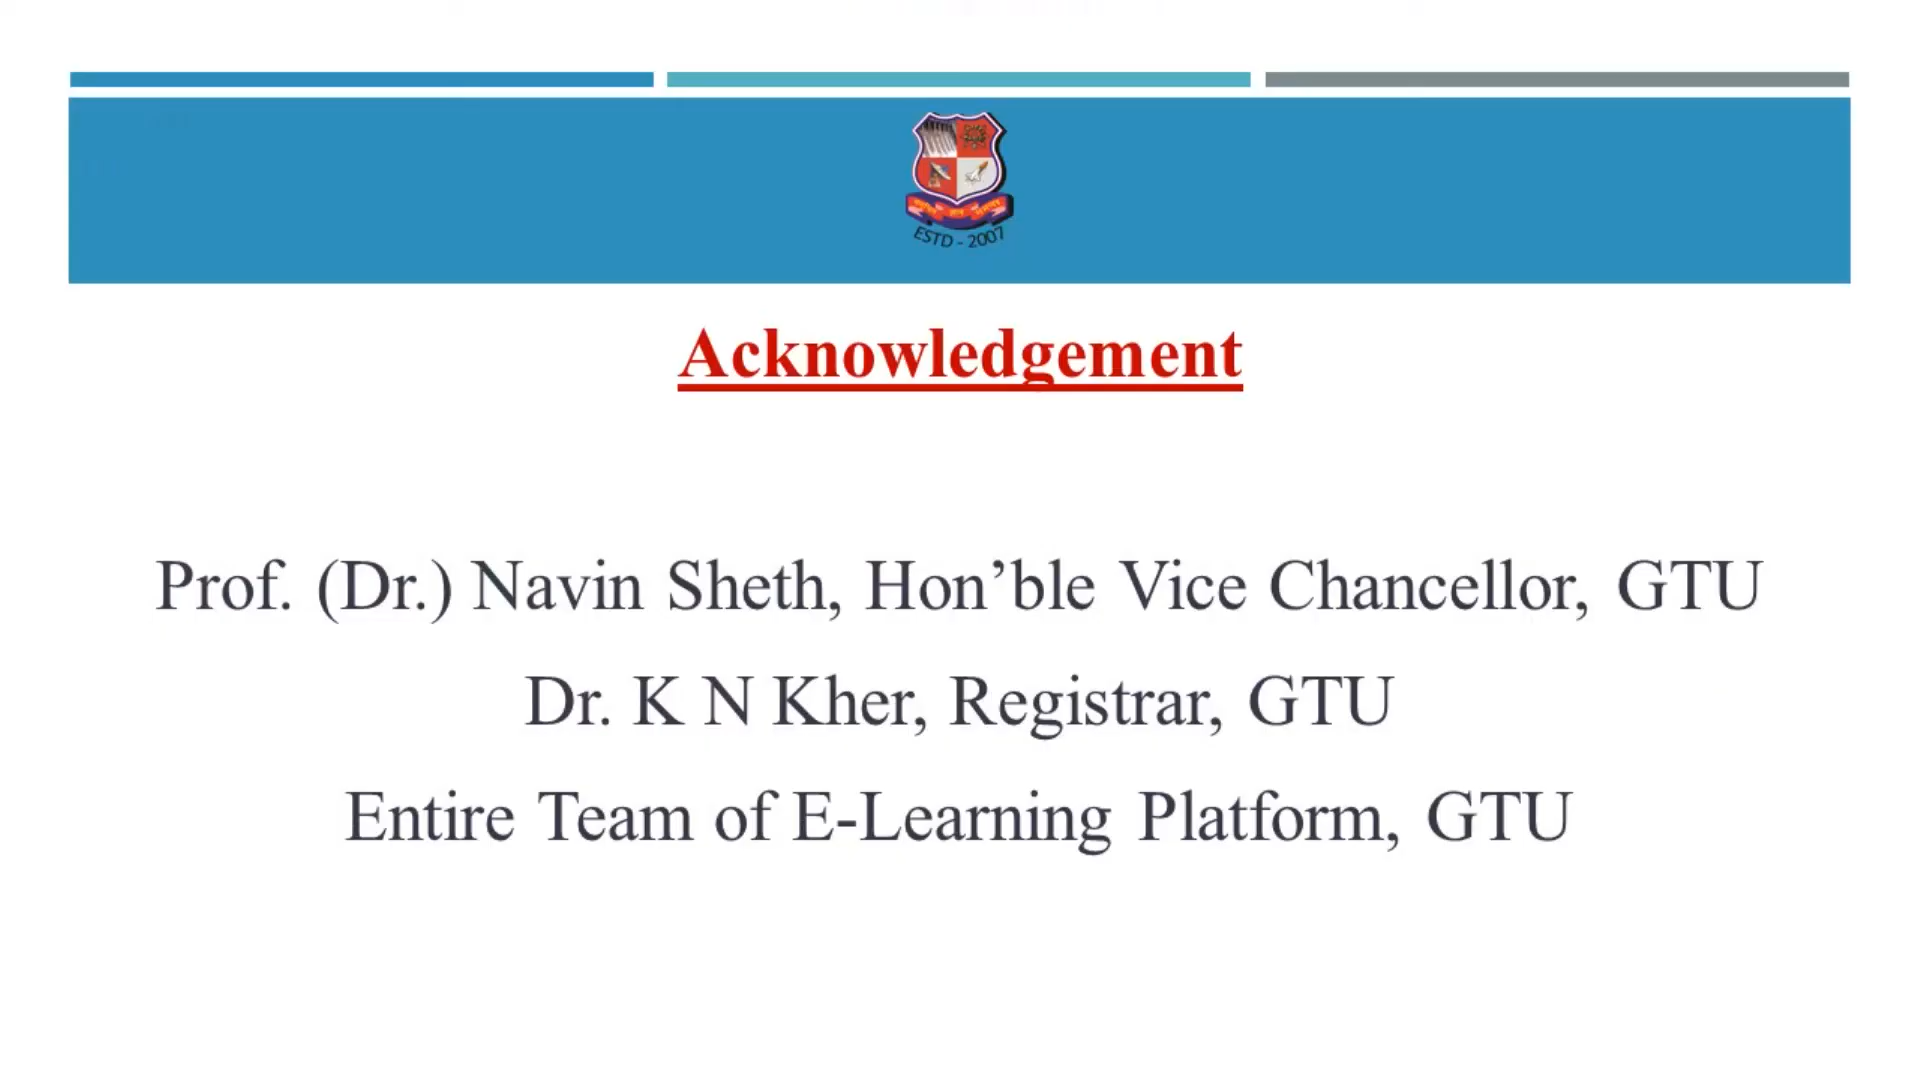 ESTD - 2007
Acknowledgement
Prof. (Dr.) Navin Sheth, Hon’ble Vice Chancellor, GTU
Dr. K N Kher, Registrar, GTU
Entire Team of E-Learning Platform, GTU